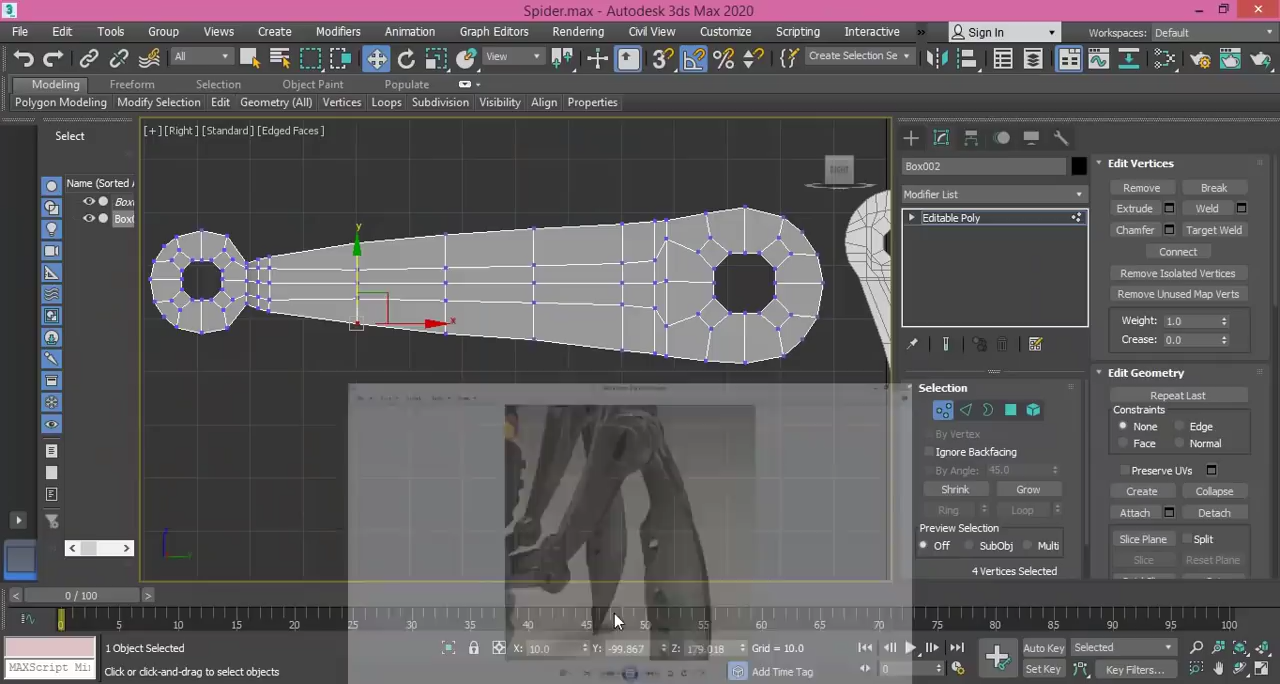 Spider.max - Autodesk 3ds Max 2020
File Edit Tools Group Views Create Modifiers Animation Graph Editors Rendering Civil View Customize Scripting Interactive Sign In Workspaces: Default
All View Create Selection Se
Modeling Freeform Selection Object Paint Populate
Polygon Modeling Modify Selection Edit Geometry (All) Vertices Loops Subdivision Visibility Align Properties
Select
Name (Sorted A
Box
[+] [Right] [Standard] [Edged Faces]
RIGHT
y
x
Box002
Modifier List
Editable Poly
Selection
By Vertex
Ignore Backfacing
By Angle: 45.0
Shrink Grow
Ring Loop
Preview Selection
Off SubObj Multi
4 Vertices Selected
Edit Vertices
Remove Break
Extrude Weld
Chamfer Target Weld
Connect
Remove Isolated Vertices
Remove Unused Map Verts
Weight: 1.0
Crease: 0.0
Edit Geometry
Repeat Last
Constraints
None Edge
Face Normal
Preserve UVs
Create Collapse
Attach Detach
Slice Plane Split
Slice Reset Plane
0 / 100
0 5 10 15 20 25 30 35 40 45 50 55 60 65 70 75 80 85 90 95 100
1 Object Selected
X: 10.0 Y: -99.867 Z: 179.018 Grid = 10.0
Auto Key Selected
MAXScript Mi
Click or click-and-drag to select objects
Add Time Tag
0
Set Key Key Filters...